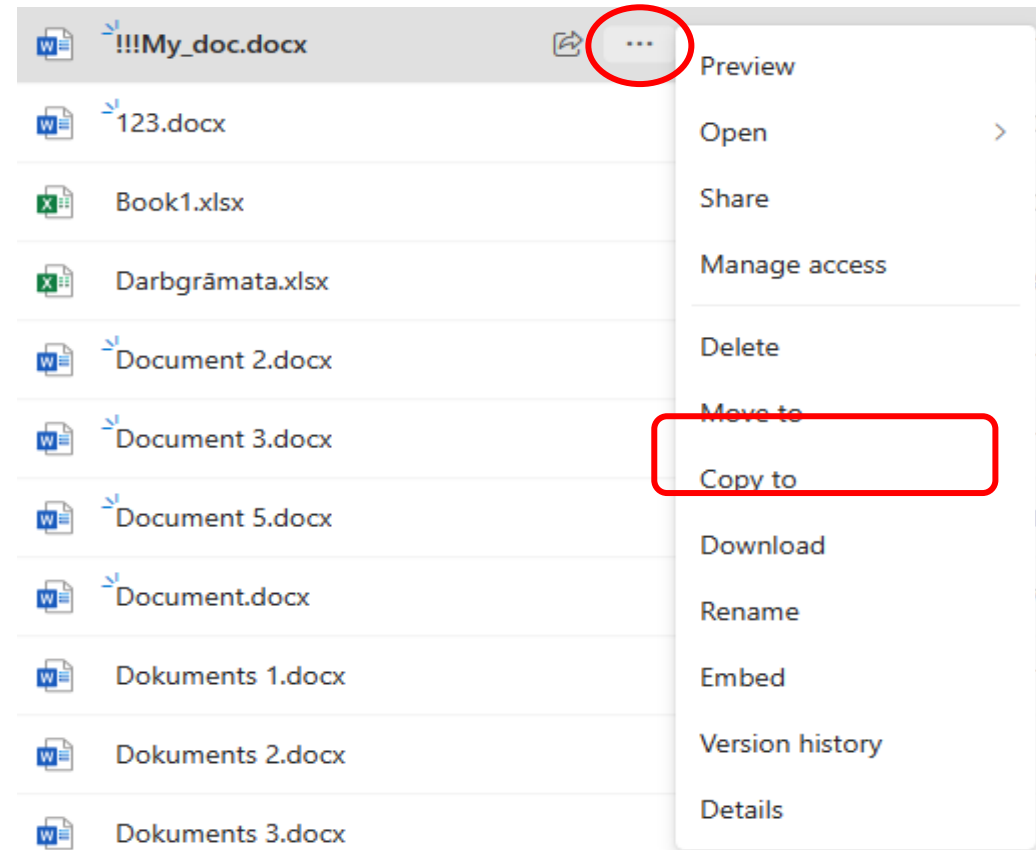 !!!My_doc.docx
123.docx
Book1.xlsx
Darbgrāmata.xlsx
Document 2.docx
Document 3.docx
Document 5.docx
Document.docx
Dokuments 1.docx
Dokuments 2.docx
Dokuments 3.docx
Preview
Open
Share
Manage access
Delete
Move to
Copy to
Download
Rename
Embed
Version history
Details